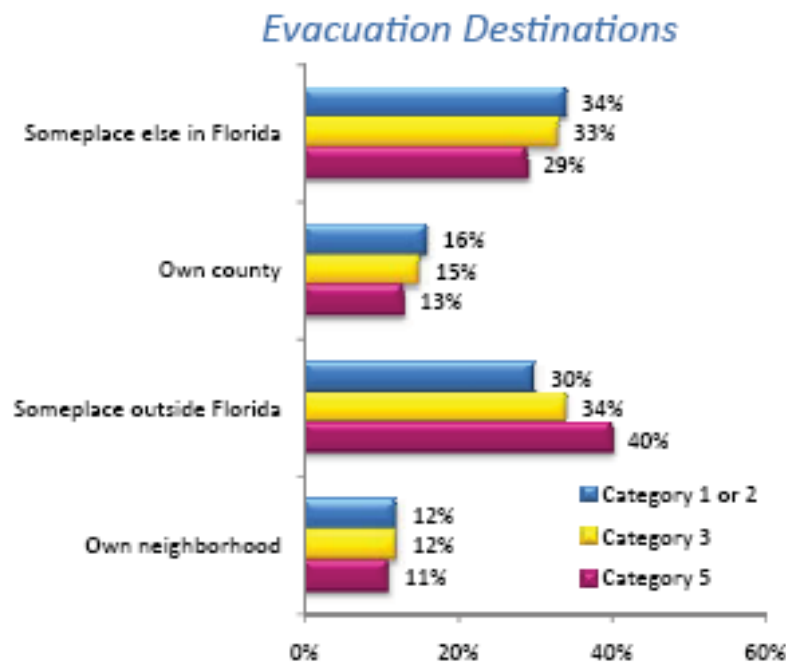 Evacuation Destinations
Someplace else in Florida
34%
33%
29%
Own county
16%
15%
13%
Someplace outside Florida
30%
34%
40%
Own neighborhood
12%
12%
11%
Category 1 or 2
Category 3
Category 5
0% 20% 40% 60%